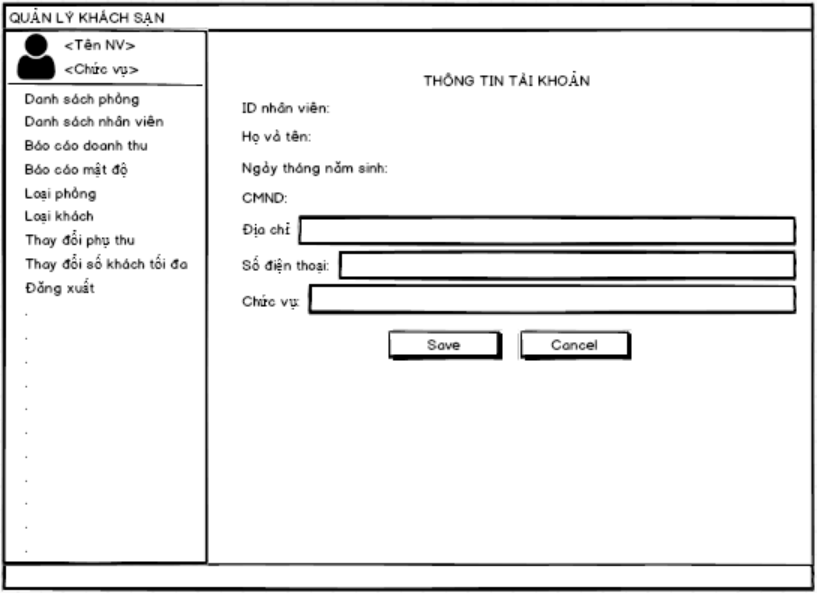 QUẢN LÝ KHÁCH SẠN
<Tên NV>
<Chức vụ>
Danh sách phòng
Danh sách nhân viên
Báo cáo doanh thu
Báo cáo mật độ
Loại phòng
Loại khách
Thay đổi phụ thu
Thay đổi số khách tối đa
Đăng xuất
.
.
.
.
.
.
.
.
.
.
.
THÔNG TIN TÀI KHOẢN
ID nhân viên:
Họ và tên:
Ngày tháng năm sinh:
CMND:
Địa chỉ:
Số điện thoại:
Chức vụ:
Save
Cancel